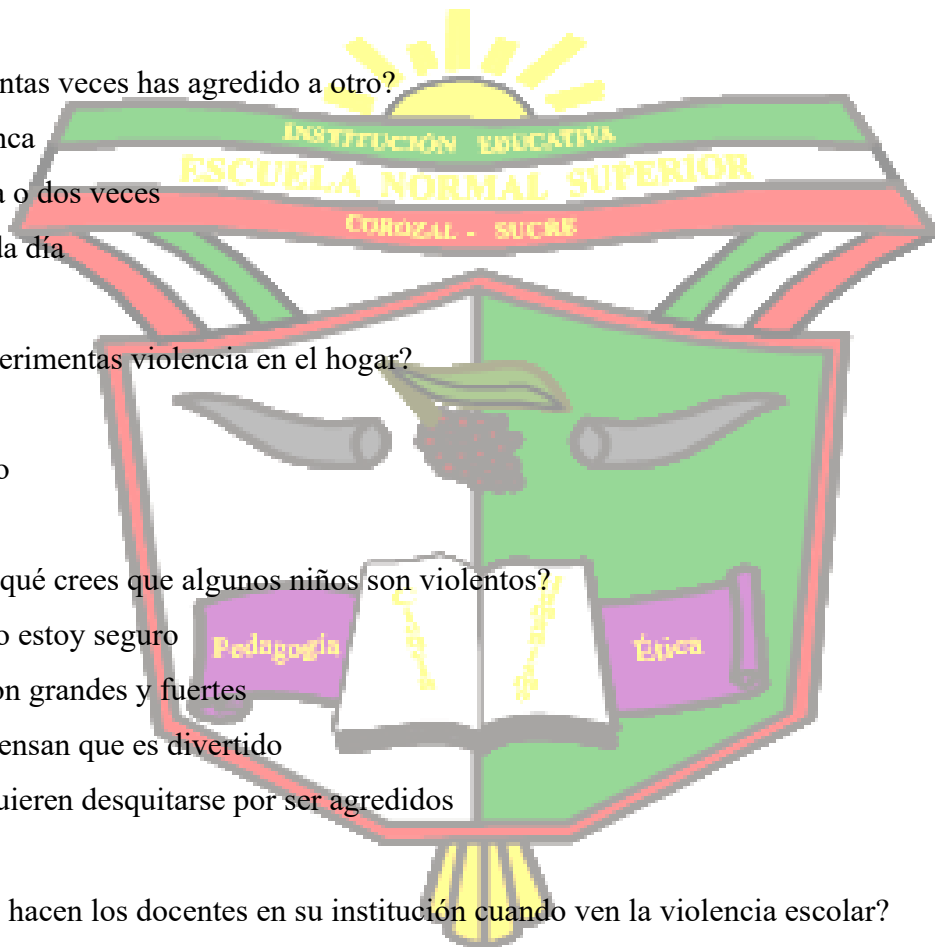 ntas veces has agredido a otro?
INSTITUCIÓN EDUCATIVA
nca
ESCUELA NORMAL SUPERIOR
a o dos veces
COROZAL - SUCRE
da día
erimentas violencia en el hogar?
o
qué crees que algunos niños son violentos?
o estoy seguro
Pedagogía
Ética
on grandes y fuertes
ensan que es divertido
uieren desquitarse por ser agredidos
hacen los docentes en su institución cuando ven la violencia escolar?